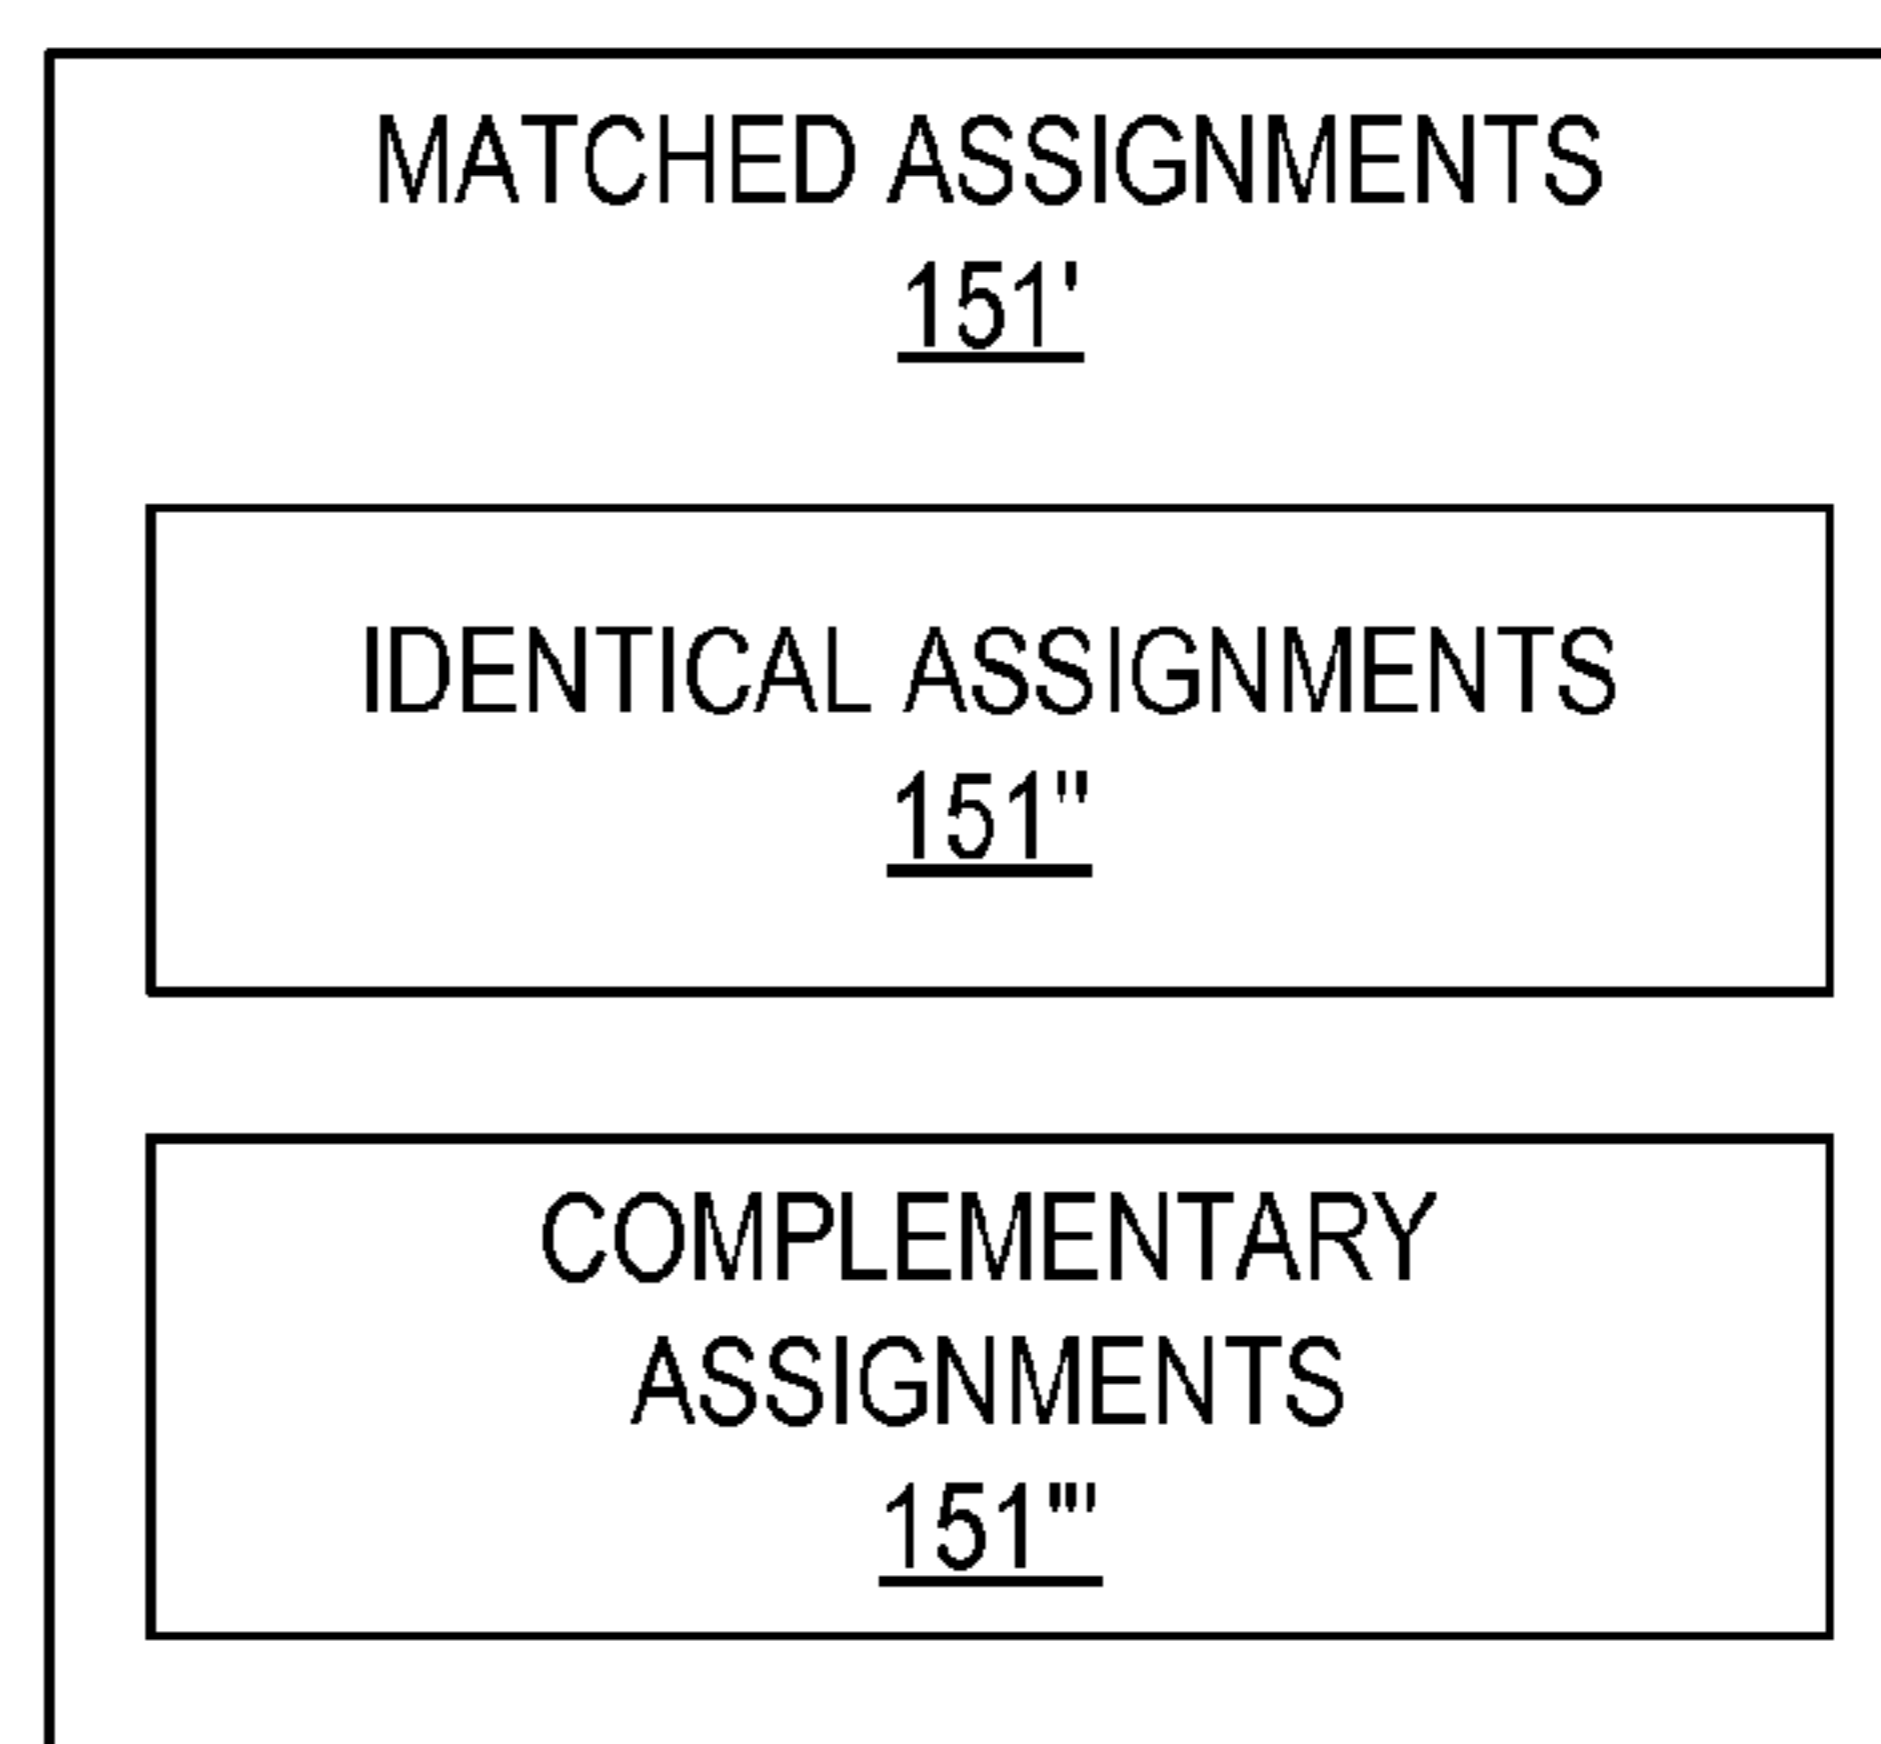 MATCHED ASSIGNMENTS
151'
IDENTICAL ASSIGNMENTS
151"
COMPLEMENTARY
ASSIGNMENTS
151'"